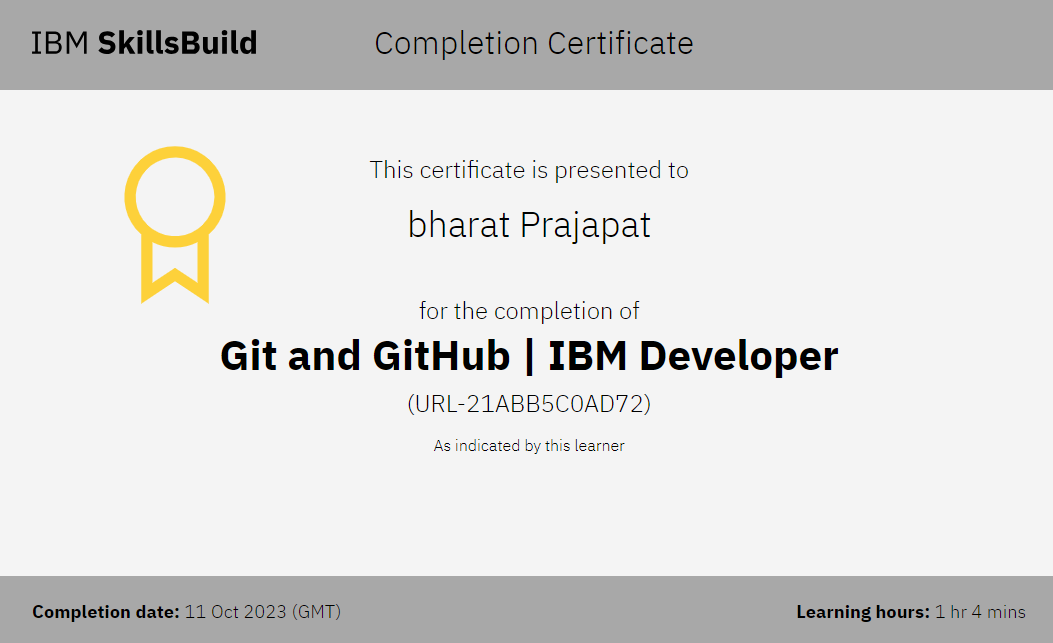 IBM SkillsBuild
Completion Certificate
This certificate is presented to
bharat Prajapat
for the completion of
Git and GitHub | IBM Developer
(URL-21ABB5C0AD72)
As indicated by this learner
Completion date: 11 Oct 2023 (GMT)
Learning hours: 1 hr 4 mins